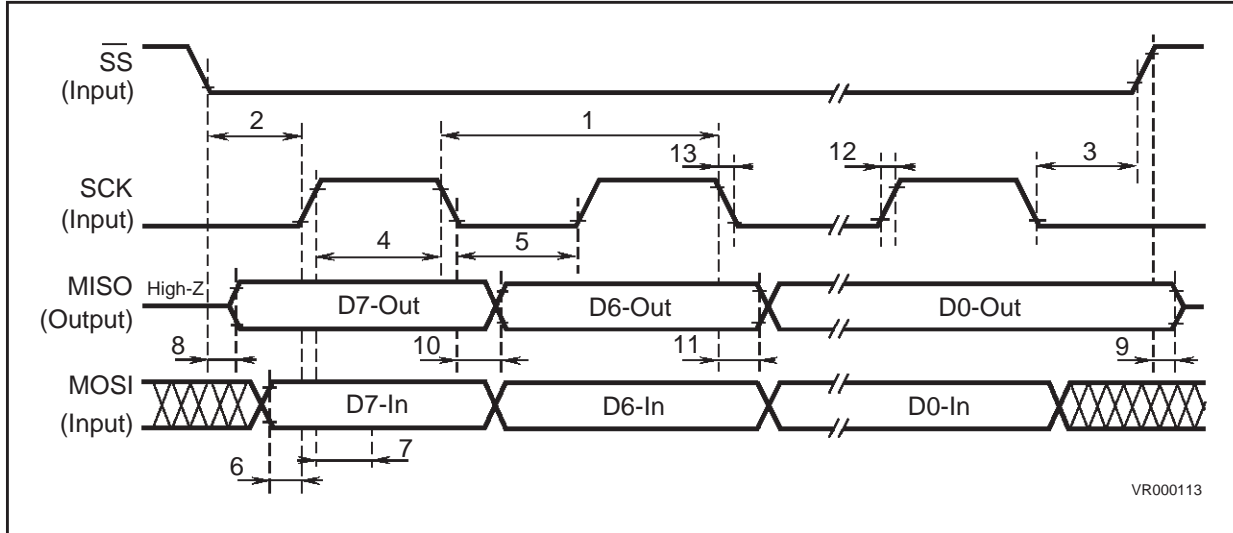 SS
(Input)
2
1
13
12
3
SCK
(Input)
4
5
MISO
High-Z
D7-Out
D6-Out
D0-Out
(Output)
8
10
11
9
MOSI
D7-In
D6-In
D0-In
(Input)
7
6
VR000113